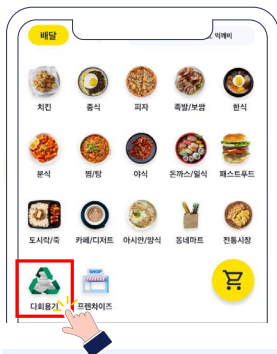 배달
먹깨비
치킨 중식 피자 족발/보쌈 한식
분식 찜/탕 야식 돈까스/일식 패스트푸드
도시락/죽 카페/디저트 아시안/양식 동네마트 전통시장
SHOP
다회용기 프랜차이즈